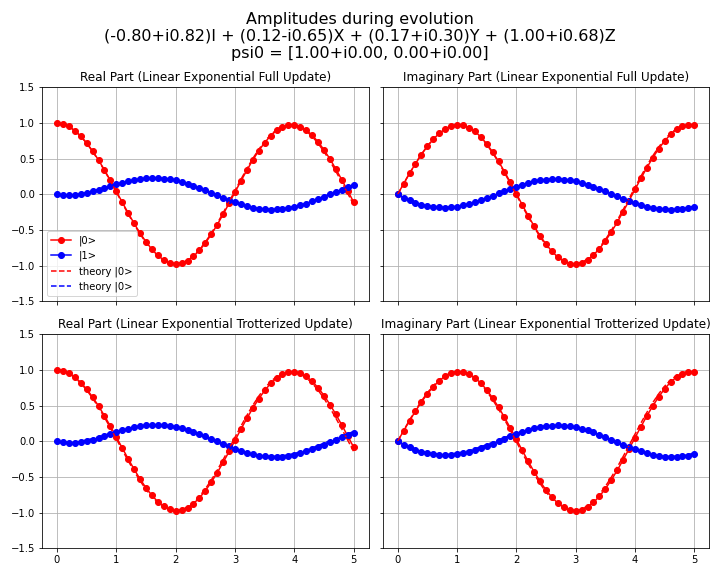 Amplitudes during evolution
(-0.80+i0.82)I + (0.12-i0.65)X + (0.17+i0.30)Y + (1.00+i0.68)Z
psi0 = [1.00+i0.00, 0.00+i0.00]
Real Part (Linear Exponential Full Update)
Imaginary Part (Linear Exponential Full Update)
1.5
1.0
0.5
0.0
−0.5
−1.0
−1.5
|0>
|1>
theory |0>
theory |0>
Real Part (Linear Exponential Trotterized Update)
Imaginary Part (Linear Exponential Trotterized Update)
1.5
1.0
0.5
0.0
−0.5
−1.0
−1.5
0 1 2 3 4 5
0 1 2 3 4 5